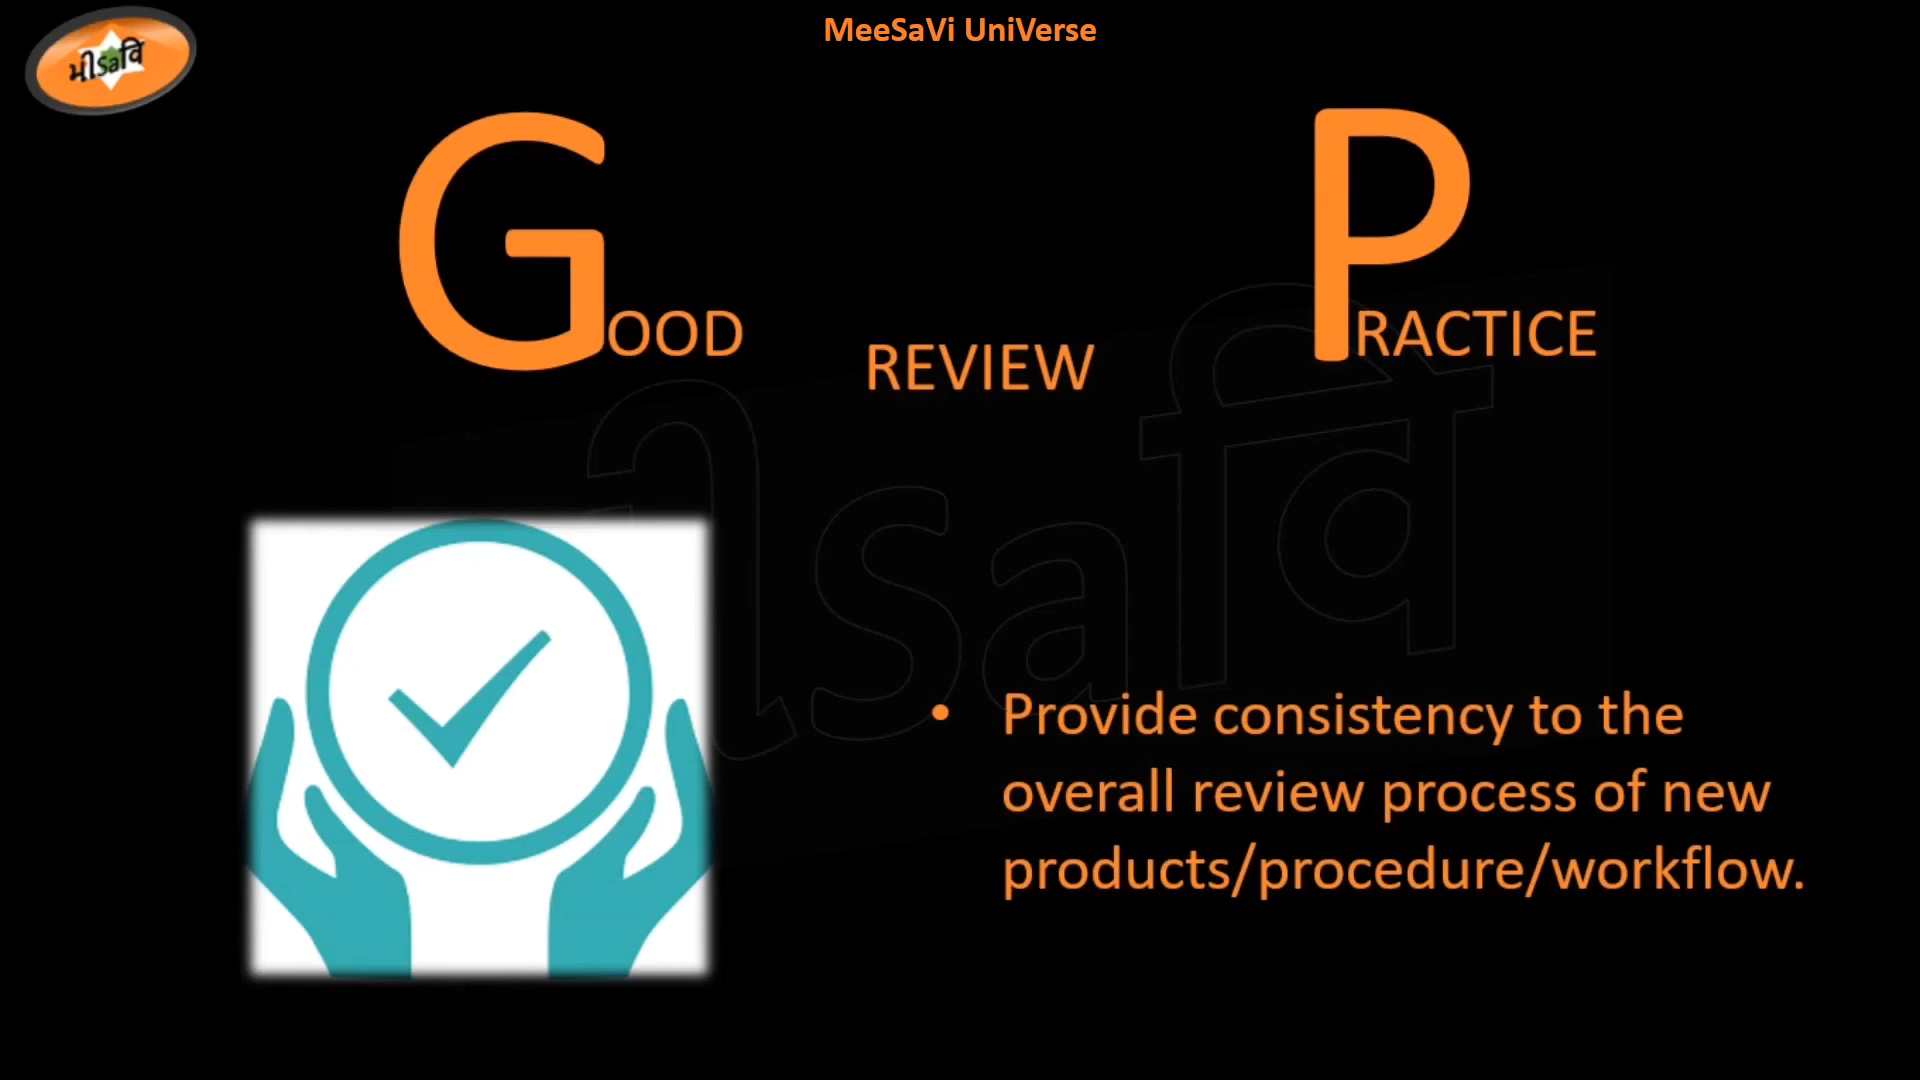 MeeSaVi UniVerse
મીsaवि
GOOD
REVIEW
PRACTICE
• Provide consistency to the
overall review process of new
products/procedure/workflow.